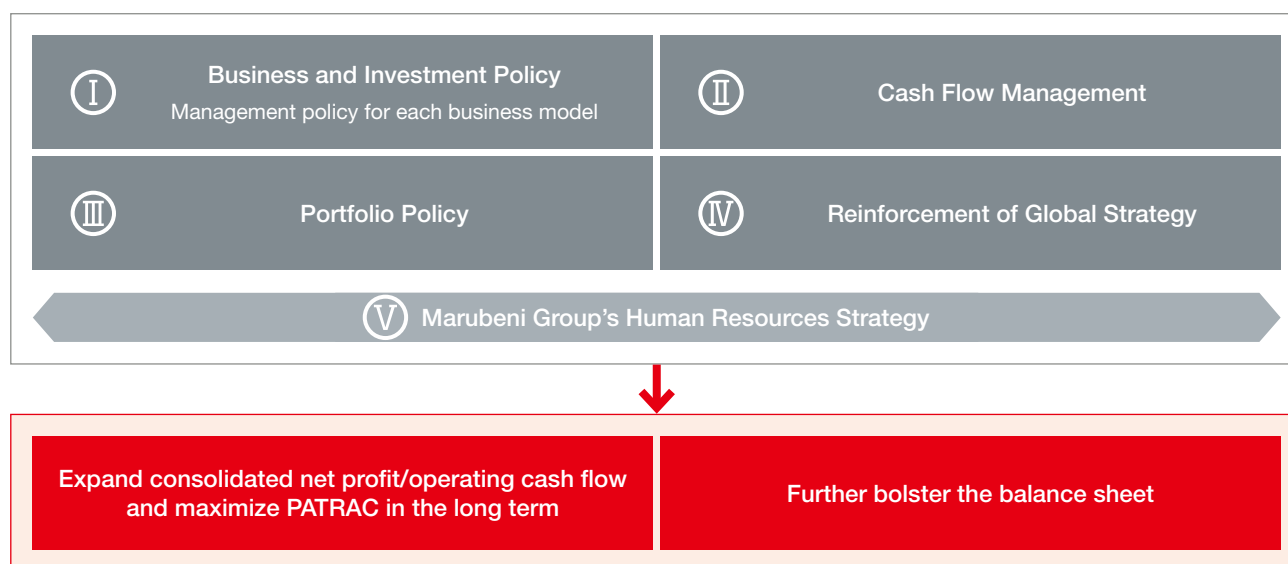 Ⅰ
Business and Investment Policy
Management policy for each business model
Ⅱ
Cash Flow Management
Ⅲ
Portfolio Policy
Ⅳ
Reinforcement of Global Strategy
Ⅴ
Marubeni Group’s Human Resources Strategy
Expand consolidated net profit/operating cash flow
and maximize PATRAC in the long term
Further bolster the balance sheet